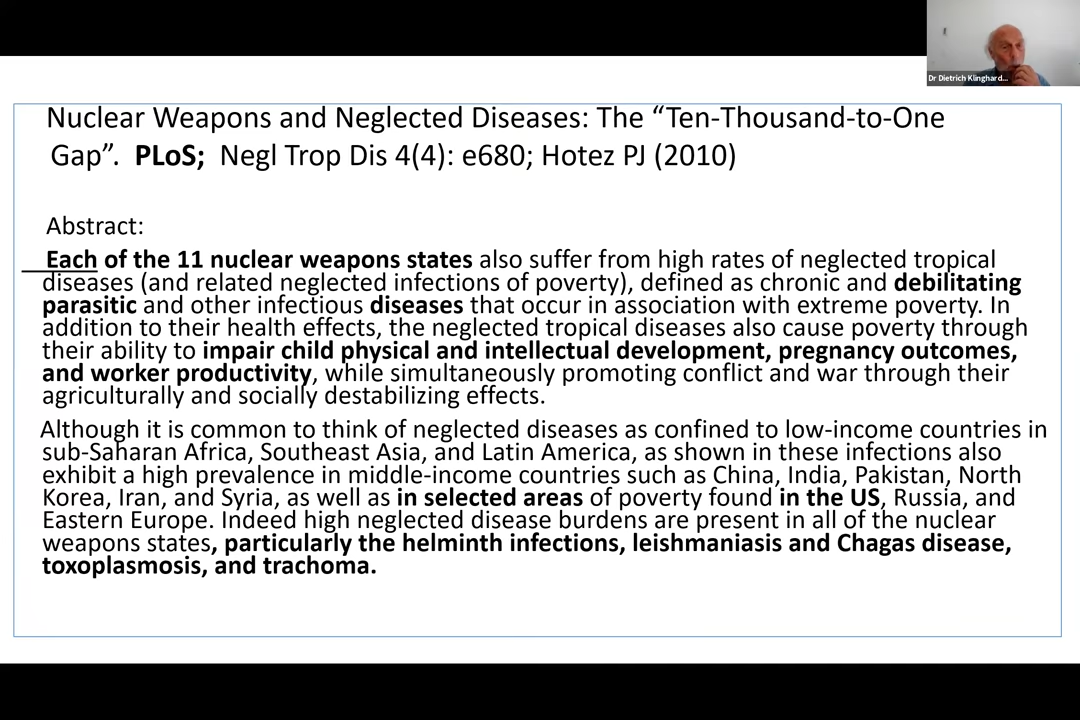 Dr Dietrich Klinghard...
Nuclear Weapons and Neglected Diseases: The “Ten-Thousand-to-One
Gap”. PLoS; Negl Trop Dis 4(4): e680; Hotez PJ (2010)
Abstract:
Each of the 11 nuclear weapons states also suffer from high rates of neglected tropical
diseases (and related neglected infections of poverty), defined as chronic and debilitating
parasitic and other infectious diseases that occur in association with extreme poverty. In
addition to their health effects, the neglected tropical diseases also cause poverty through
their ability to impair child physical and intellectual development, pregnancy outcomes,
and worker productivity, while simultaneously promoting conflict and war through their
agriculturally and socially destabilizing effects.
Although it is common to think of neglected diseases as confined to low-income countries in
sub-Saharan Africa, Southeast Asia, and Latin America, as shown in these infections also
exhibit a high prevalence in middle-income countries such as China, India, Pakistan, North
Korea, Iran, and Syria, as well as in selected areas of poverty found in the US, Russia, and
Eastern Europe. Indeed high neglected disease burdens are present in all of the nuclear
weapons states, particularly the helminth infections, leishmaniasis and Chagas disease,
toxoplasmosis, and trachoma.